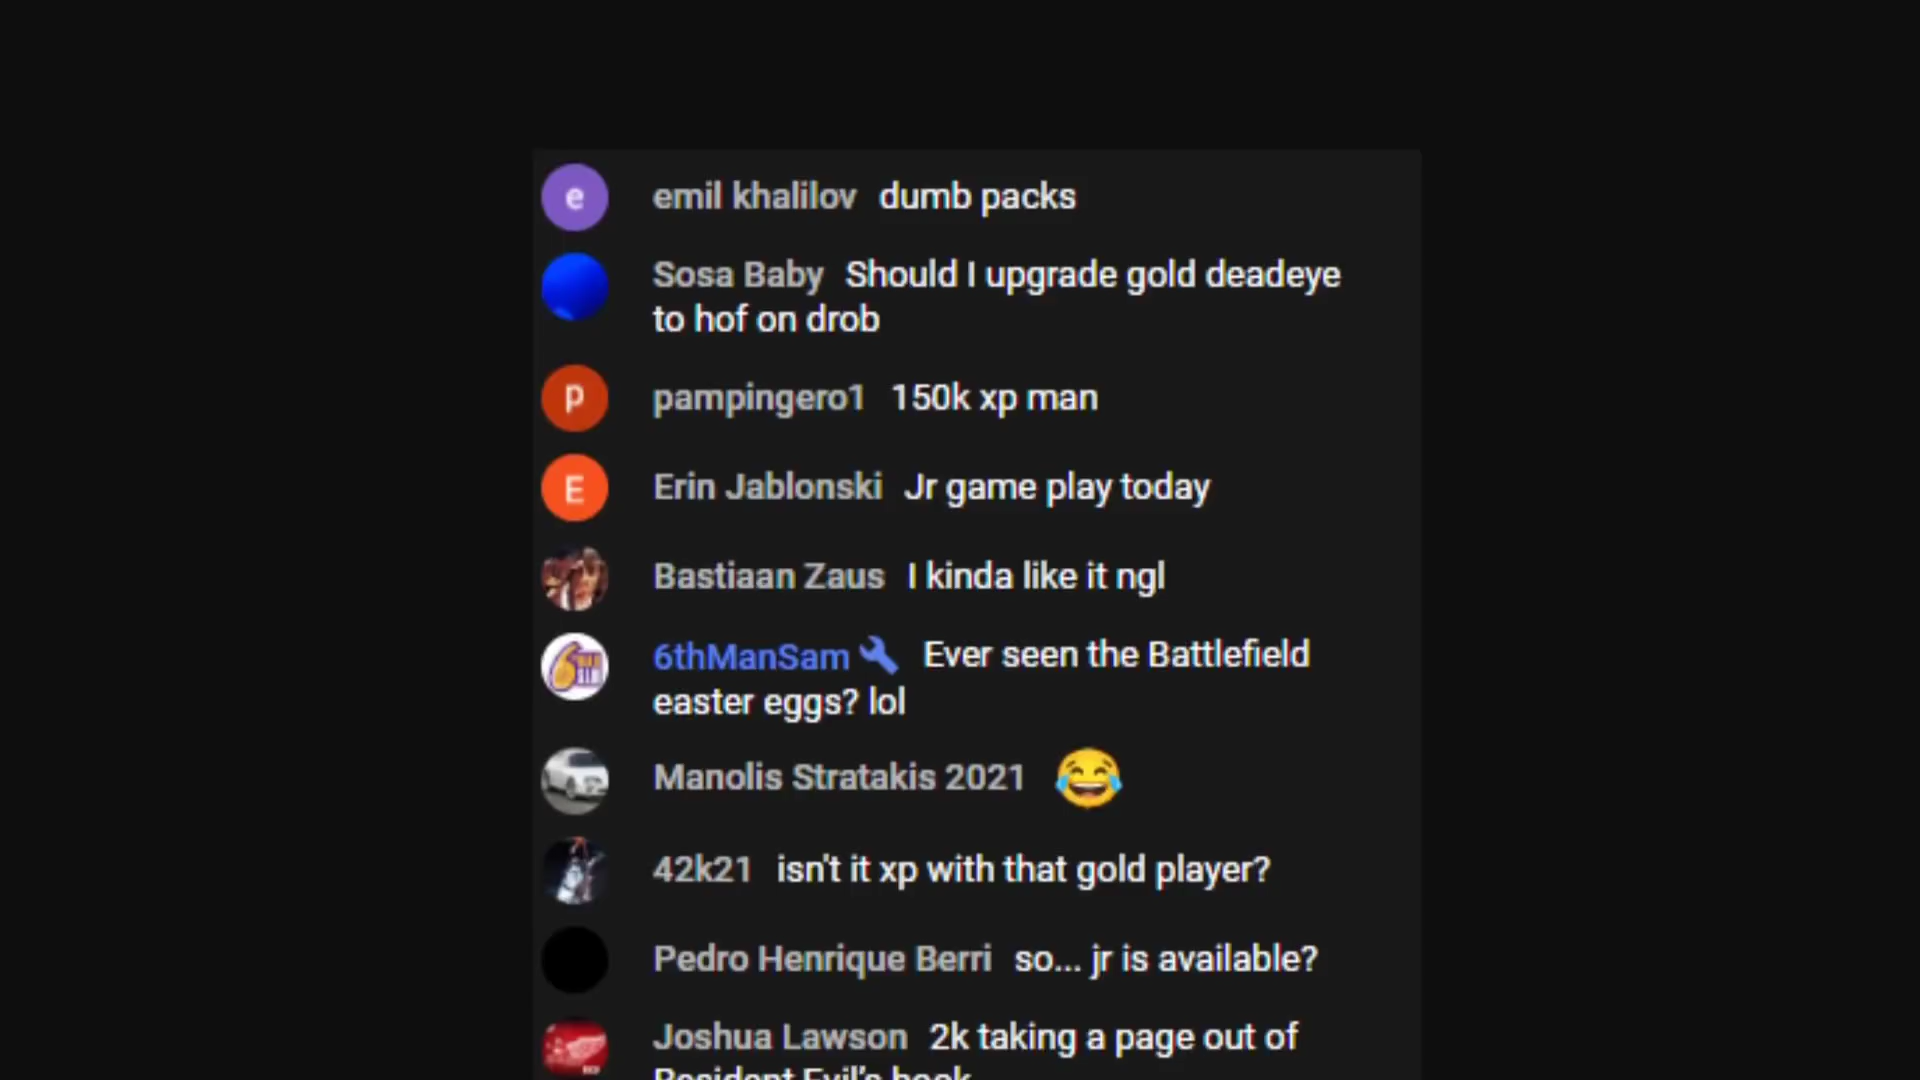 e emil khalilov dumb packs
Sosa Baby Should I upgrade gold deadeye
to hof on drob
P pampingero1 150k xp man
E Erin Jablonski Jr game play today
Bastiaan Zaus I kinda like it ngl
6thManSam Ever seen the Battlefield
easter eggs? lol
Manolis Stratakis 2021 😂
42k21 isn't it xp with that gold player?
Pedro Henrique Berri so... jr is available?
Joshua Lawson 2k taking a page out of
Resident Evil's book